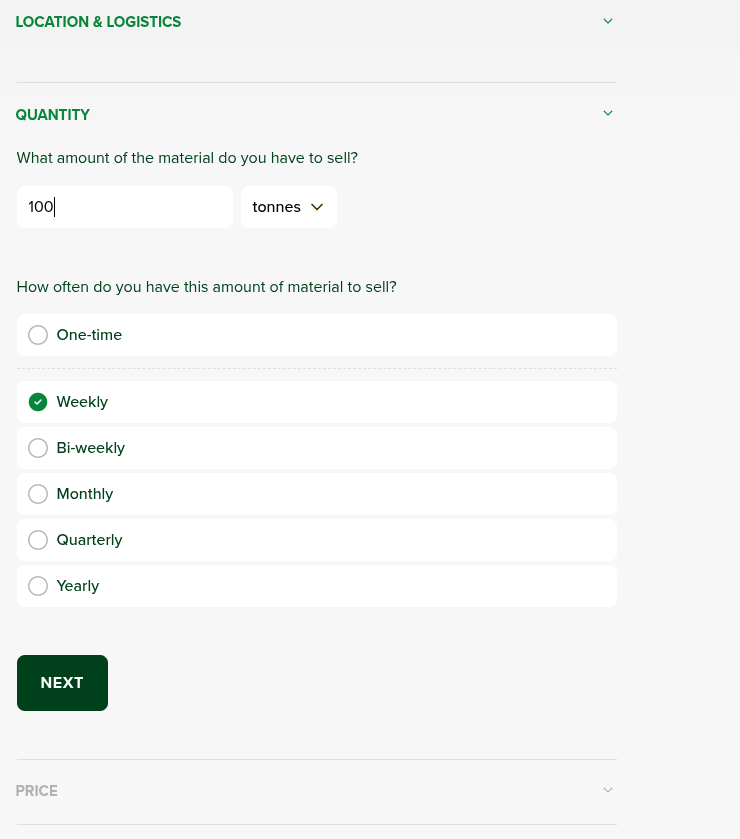 LOCATION & LOGISTICS
QUANTITY
What amount of the material do you have to sell?
100 tonnes
How often do you have this amount of material to sell?
One-time
Weekly
Bi-weekly
Monthly
Quarterly
Yearly
NEXT
PRICE